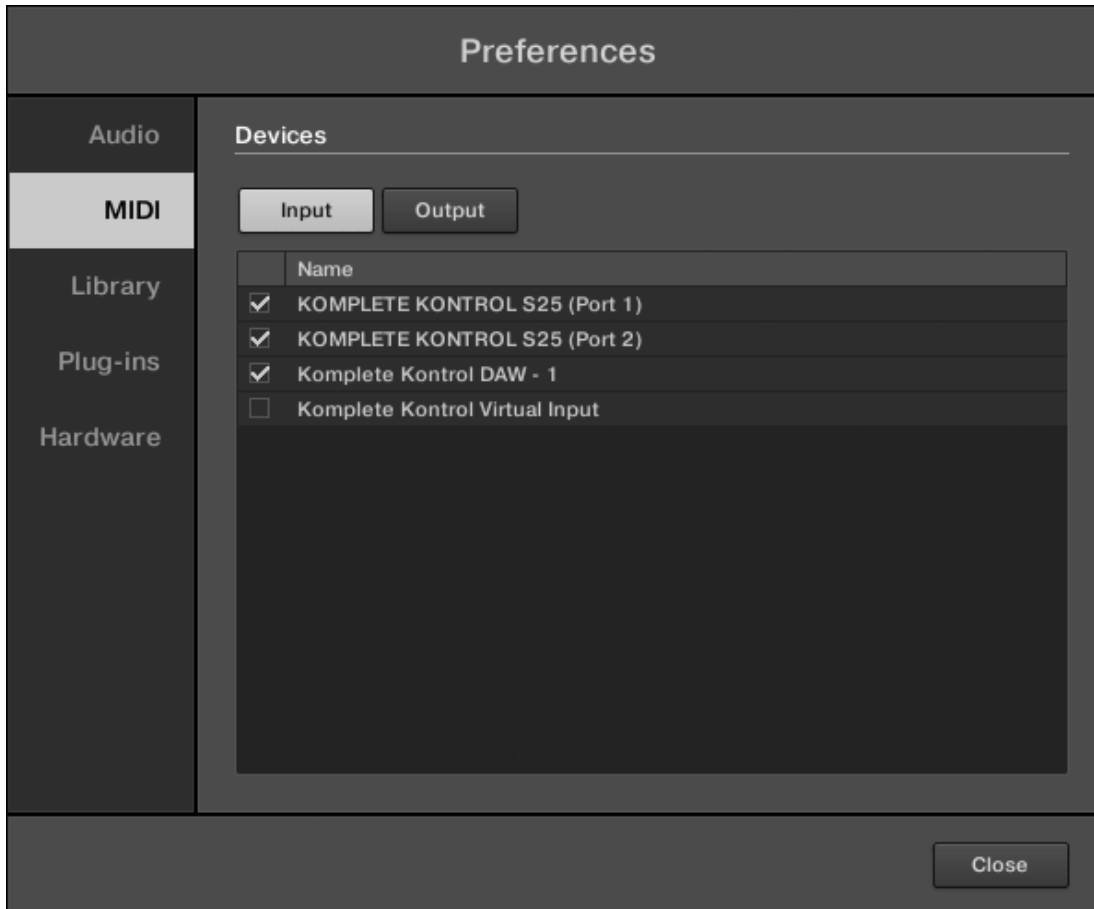 Preferences
Audio
MIDI
Library
Plug-ins
Hardware
Devices
Input Output
Name
KOMPLETE KONTROL S25 (Port 1)
KOMPLETE KONTROL S25 (Port 2)
Komplete Kontrol DAW - 1
Komplete Kontrol Virtual Input
Close